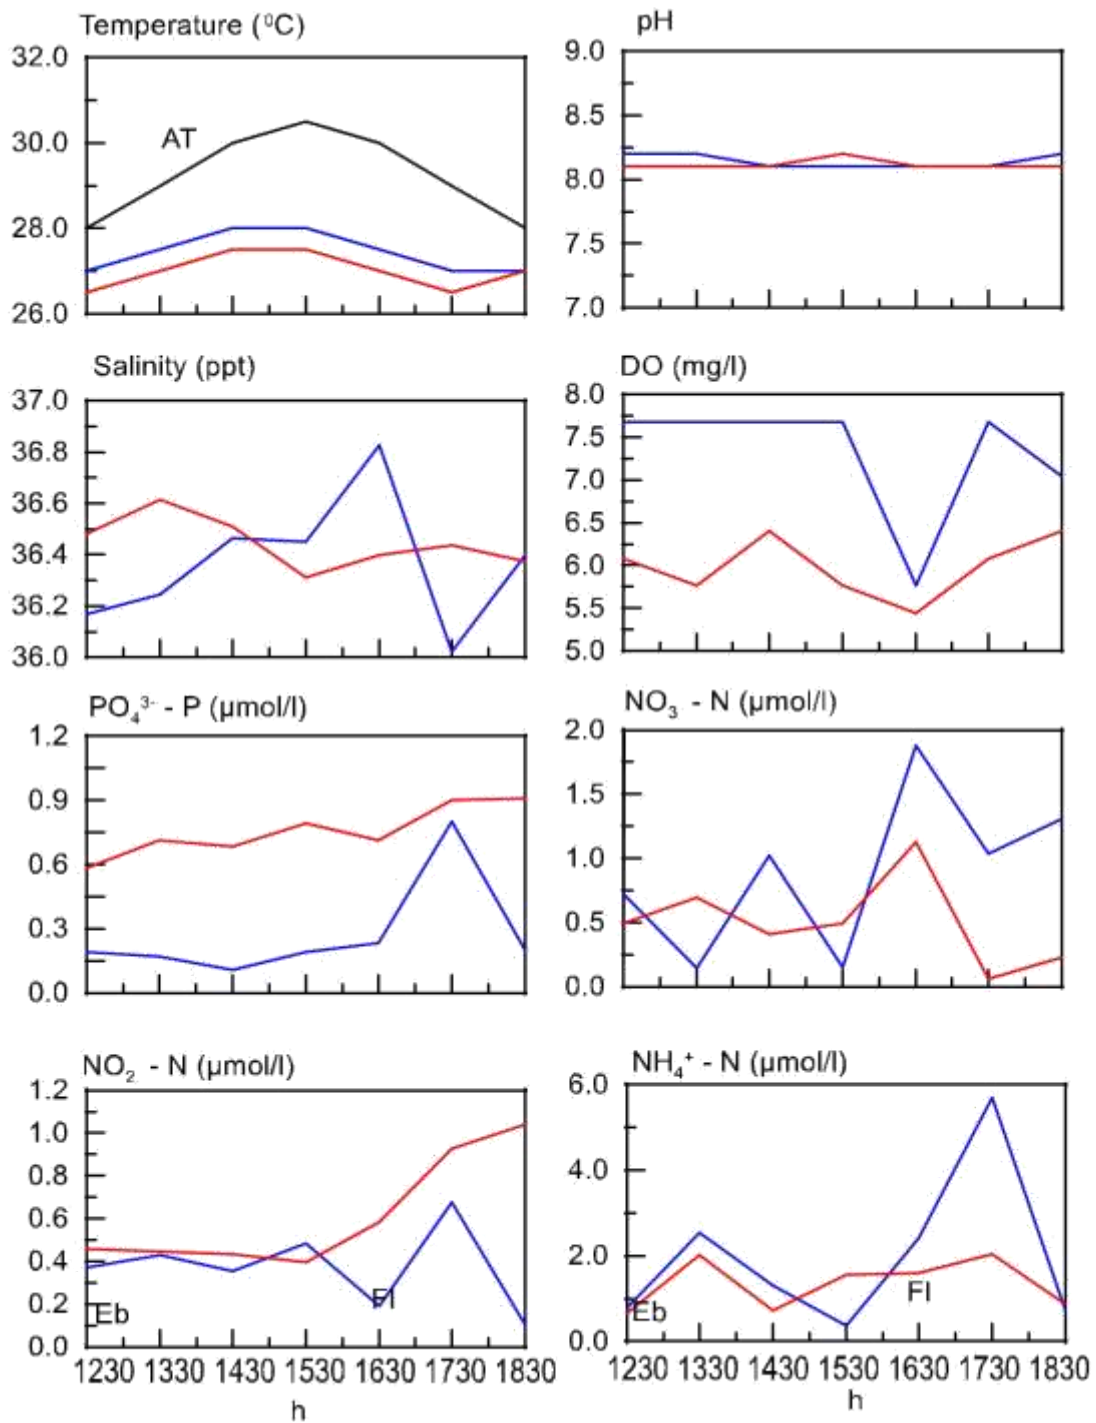 Temperature (⁰C)
32.0
30.0
28.0
26.0
AT
pH
9.0
8.5
8.0
7.5
7.0
Salinity (ppt)
37.0
36.8
36.6
36.4
36.2
36.0
DO (mg/l)
8.0
7.5
7.0
6.5
6.0
5.5
5.0
PO₄³⁻ - P (µmol/l)
1.2
0.9
0.6
0.3
0.0
NO₃ - N (µmol/l)
2.0
1.5
1.0
0.5
0.0
NO₂ - N (µmol/l)
1.2
1.0
0.8
0.6
0.4
0.2
0.0
Eb
Fl
1230 1330 1430 1530 1630 1730 1830
h
NH₄⁺ - N (µmol/l)
6.0
4.0
2.0
0.0
Eb
Fl
1230 1330 1430 1530 1630 1730 1830
h